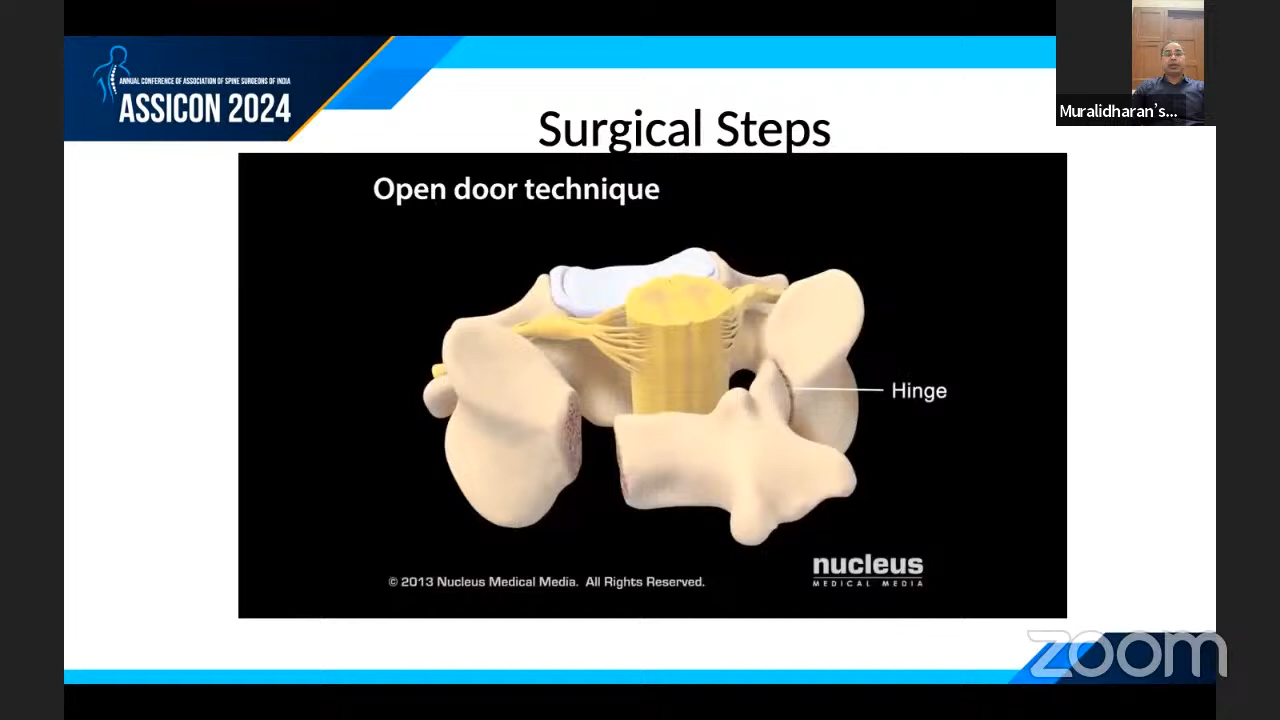 ANNUAL CONFERENCE OF ASSOCIATION OF SPINE SURGEONS OF INDIA
ASSICON 2024
Muralidharan's...
Surgical Steps
Open door technique
Hinge
nucleus
MEDICAL MEDIA
© 2013 Nucleus Medical Media. All Rights Reserved.
zoom